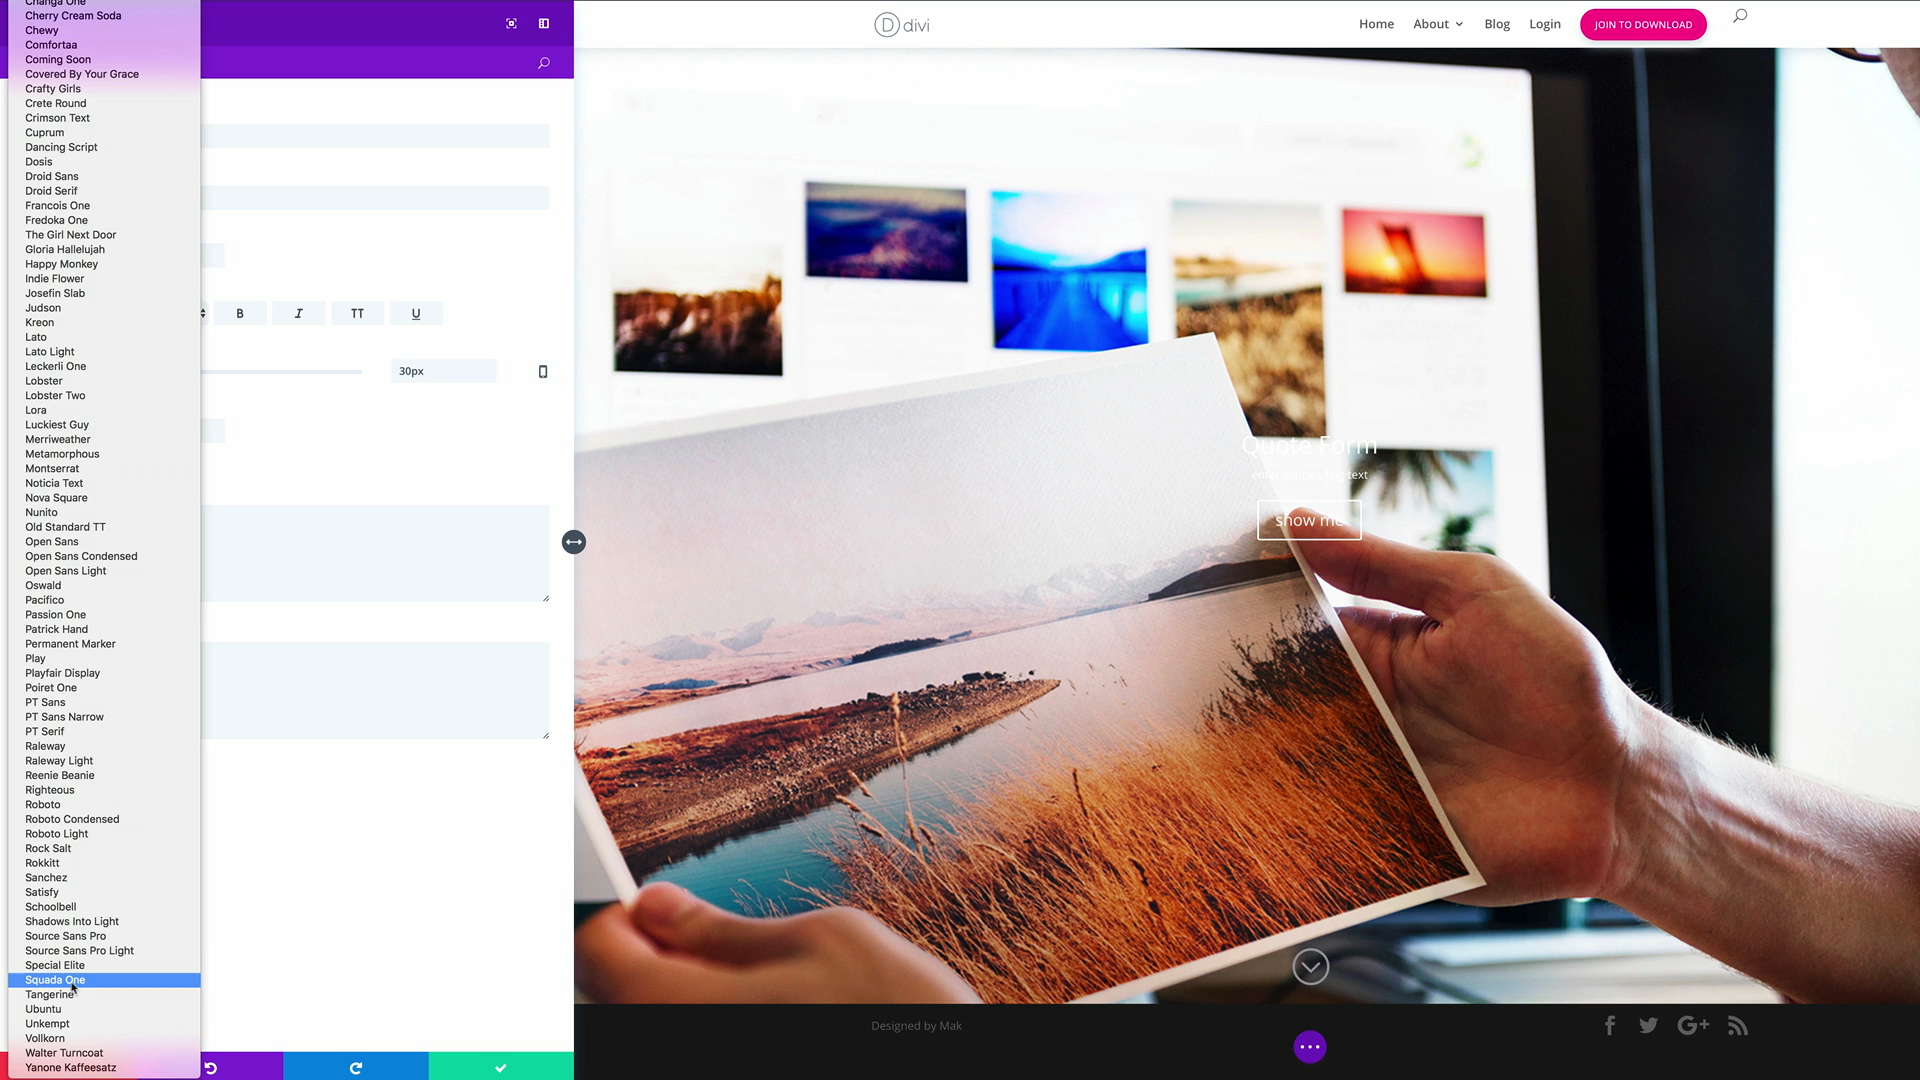 Changa One
Cherry Cream Soda
Chewy
Comfortaa
Coming Soon
Covered By Your Grace
Crafty Girls
Crete Round
Crimson Text
Cuprum
Dancing Script
Dosis
Droid Sans
Droid Serif
Francois One
Fredoka One
The Girl Next Door
Gloria Hallelujah
Happy Monkey
Indie Flower
Josefin Slab
Judson
Kreon
Lato
Lato Light
Leckerli One
Lobster
Lobster Two
Lora
Luckiest Guy
Merriweather
Metamorphous
Montserrat
Noticia Text
Nova Square
Nunito
Old Standard TT
Open Sans
Open Sans Condensed
Open Sans Light
Oswald
Pacifico
Passion One
Patrick Hand
Permanent Marker
Play
Playfair Display
Poiret One
PT Sans
PT Sans Narrow
PT Serif
Raleway
Raleway Light
Reenie Beanie
Righteous
Roboto
Roboto Condensed
Roboto Light
Rock Salt
Rokkitt
Sanchez
Satisfy
Schoolbell
Shadows Into Light
Source Sans Pro
Source Sans Pro Light
Special Elite
Squada One
Tangerine
Ubuntu
Unkempt
Vollkorn
Walter Turncoat
Yanone Kaffeesatz
B I TT U
30px
D divi
Home About Blog Login JOIN TO DOWNLOAD
Quote Form
enter subheading text
show me
Designed by Mak